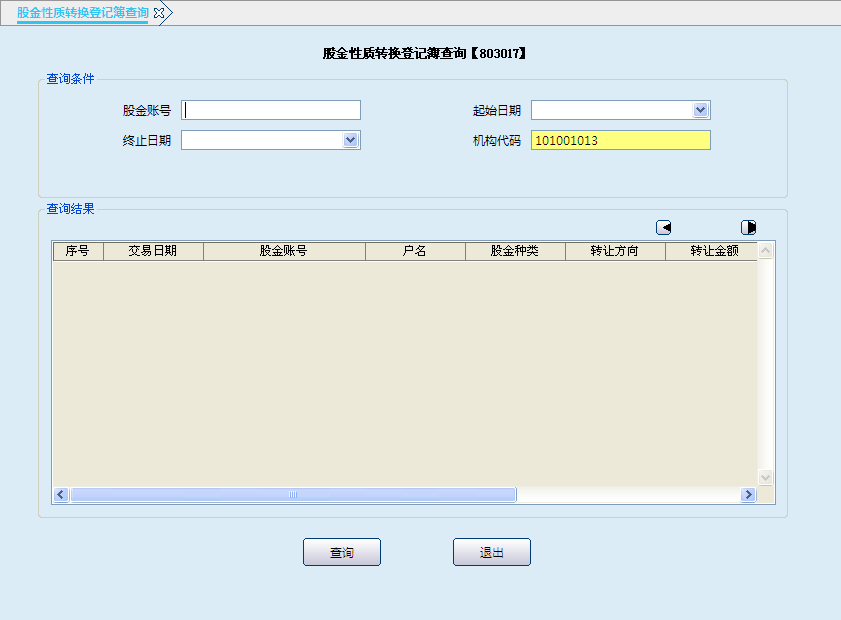 股金性质转换登记簿查询
股金性质转换登记簿查询【803017】
查询条件
股金账号 起始日期
终止日期 机构代码 101001013
查询结果
序号 交易日期 股金账号 户名 股金种类 转让方向 转让金额
查询 退出